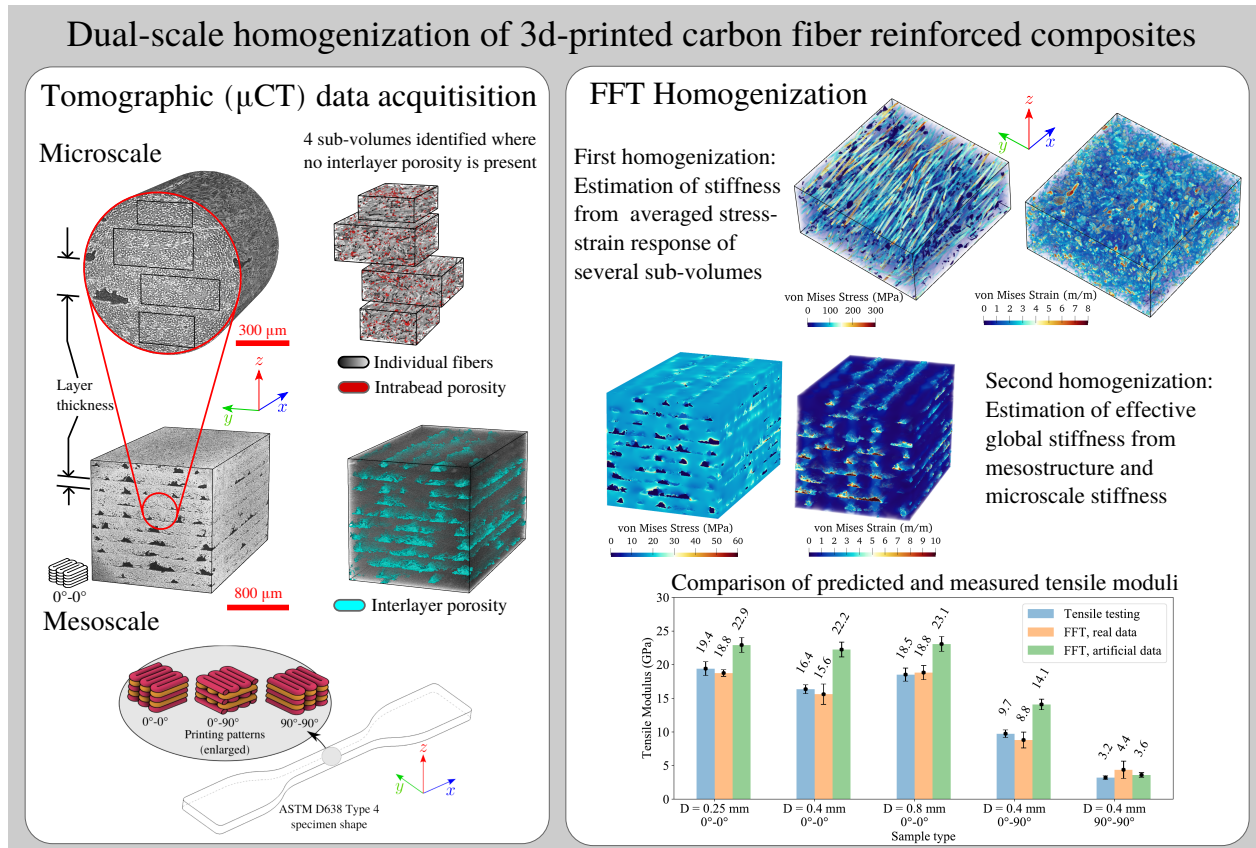 Dual-scale homogenization of 3d-printed carbon fiber reinforced composites
Tomographic (μCT) data acquitisition
Microscale
4 sub-volumes identified where
no interlayer porosity is present
300 μm
Individual fibers
Intrabead porosity
Layer
thickness
z
y
x
0°-0°
800 μm
Interlayer porosity
Mesoscale
0°-0°
0°-90°
90°-90°
Printing patterns
(enlarged)
z
y
x
ASTM D638 Type 4
specimen shape
FFT Homogenization
z
y
x
First homogenization:
Estimation of stiffness
from averaged stress-
strain response of
several sub-volumes
von Mises Stress (MPa)
0 100 200 300
von Mises Strain (m/m)
0 1 2 3 4 5 6 7 8
Second homogenization:
Estimation of effective
global stiffness from
mesostructure and
microscale stiffness
von Mises Stress (MPa)
0 10 20 30 40 50 60
von Mises Strain (m/m)
0 1 2 3 4 5 6 7 8 9 10
Comparison of predicted and measured tensile moduli
Tensile Modulus (GPa)
30
25
20
15
10
5
0
Tensile testing
FFT, real data
FFT, artificial data
19.4 18.8 22.9
16.4 15.6 22.2
18.5 18.8 23.1
9.7 8.8 14.1
3.2 4.4 3.6
D = 0.25 mm D = 0.4 mm D = 0.8 mm D = 0.4 mm D = 0.4 mm
0°-0° 0°-0° 0°-0° 0°-90° 90°-90°
Sample type